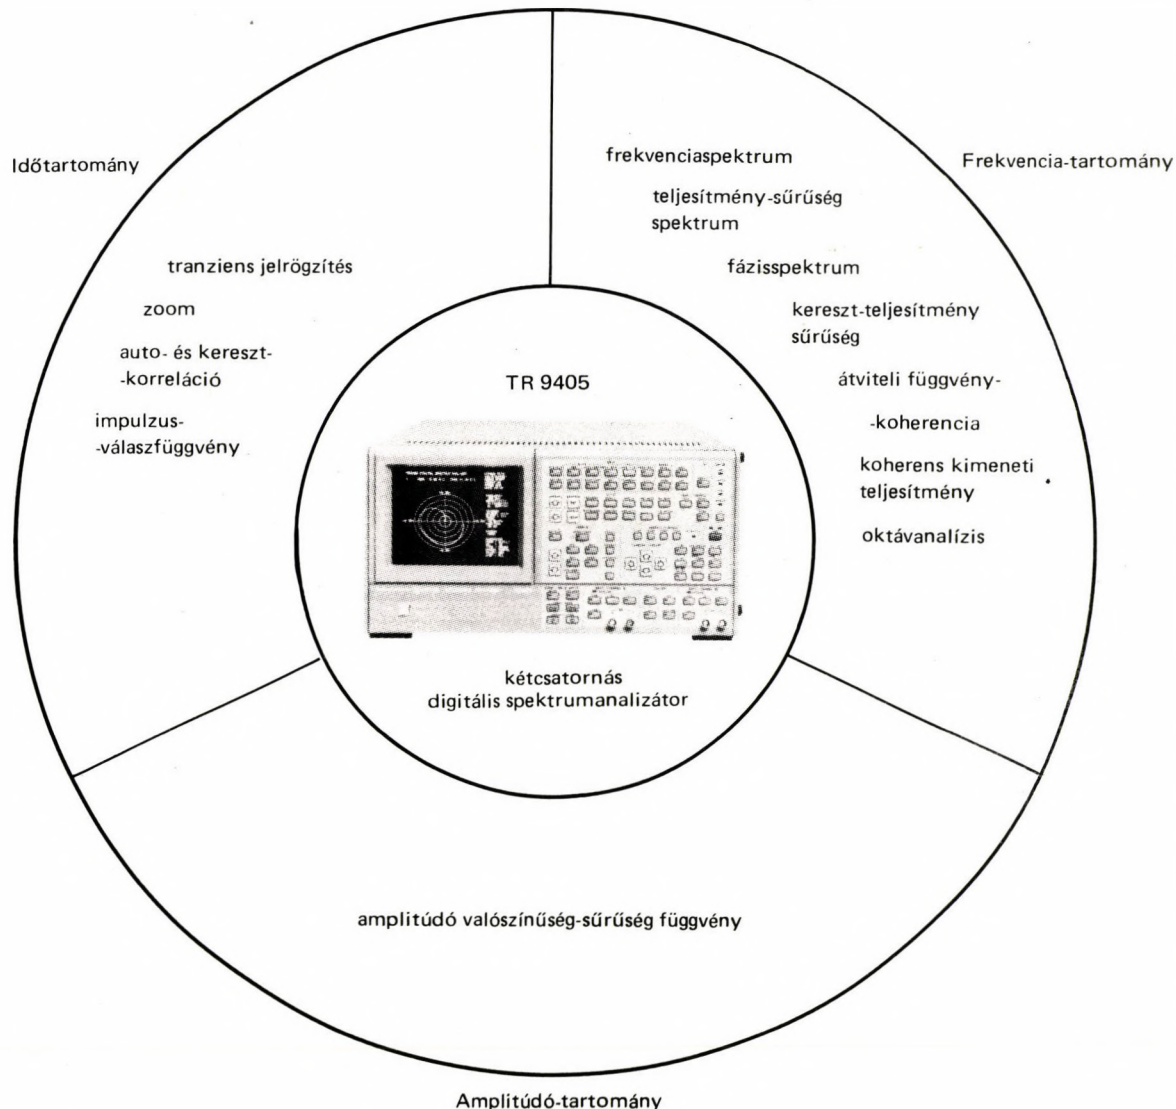 Időtartomány
tranziens jelrögzítés
zoom
auto- és kereszt-
-korreláció
impulzus-
-válaszfüggvény
Frekvencia-tartomány
frekvenciaspektrum
teljesítmény-sűrűség
spektrum
fázisspektrum
kereszt-teljesítmény
sűrűség
átviteli függvény-
-koherencia
koherens kimeneti
teljesítmény
oktávanalízis
TR 9405
kétcsatornás
digitális spektrumanalizátor
amplitúdó valószínűség-sűrűség függvény
Amplitúdó-tartomány